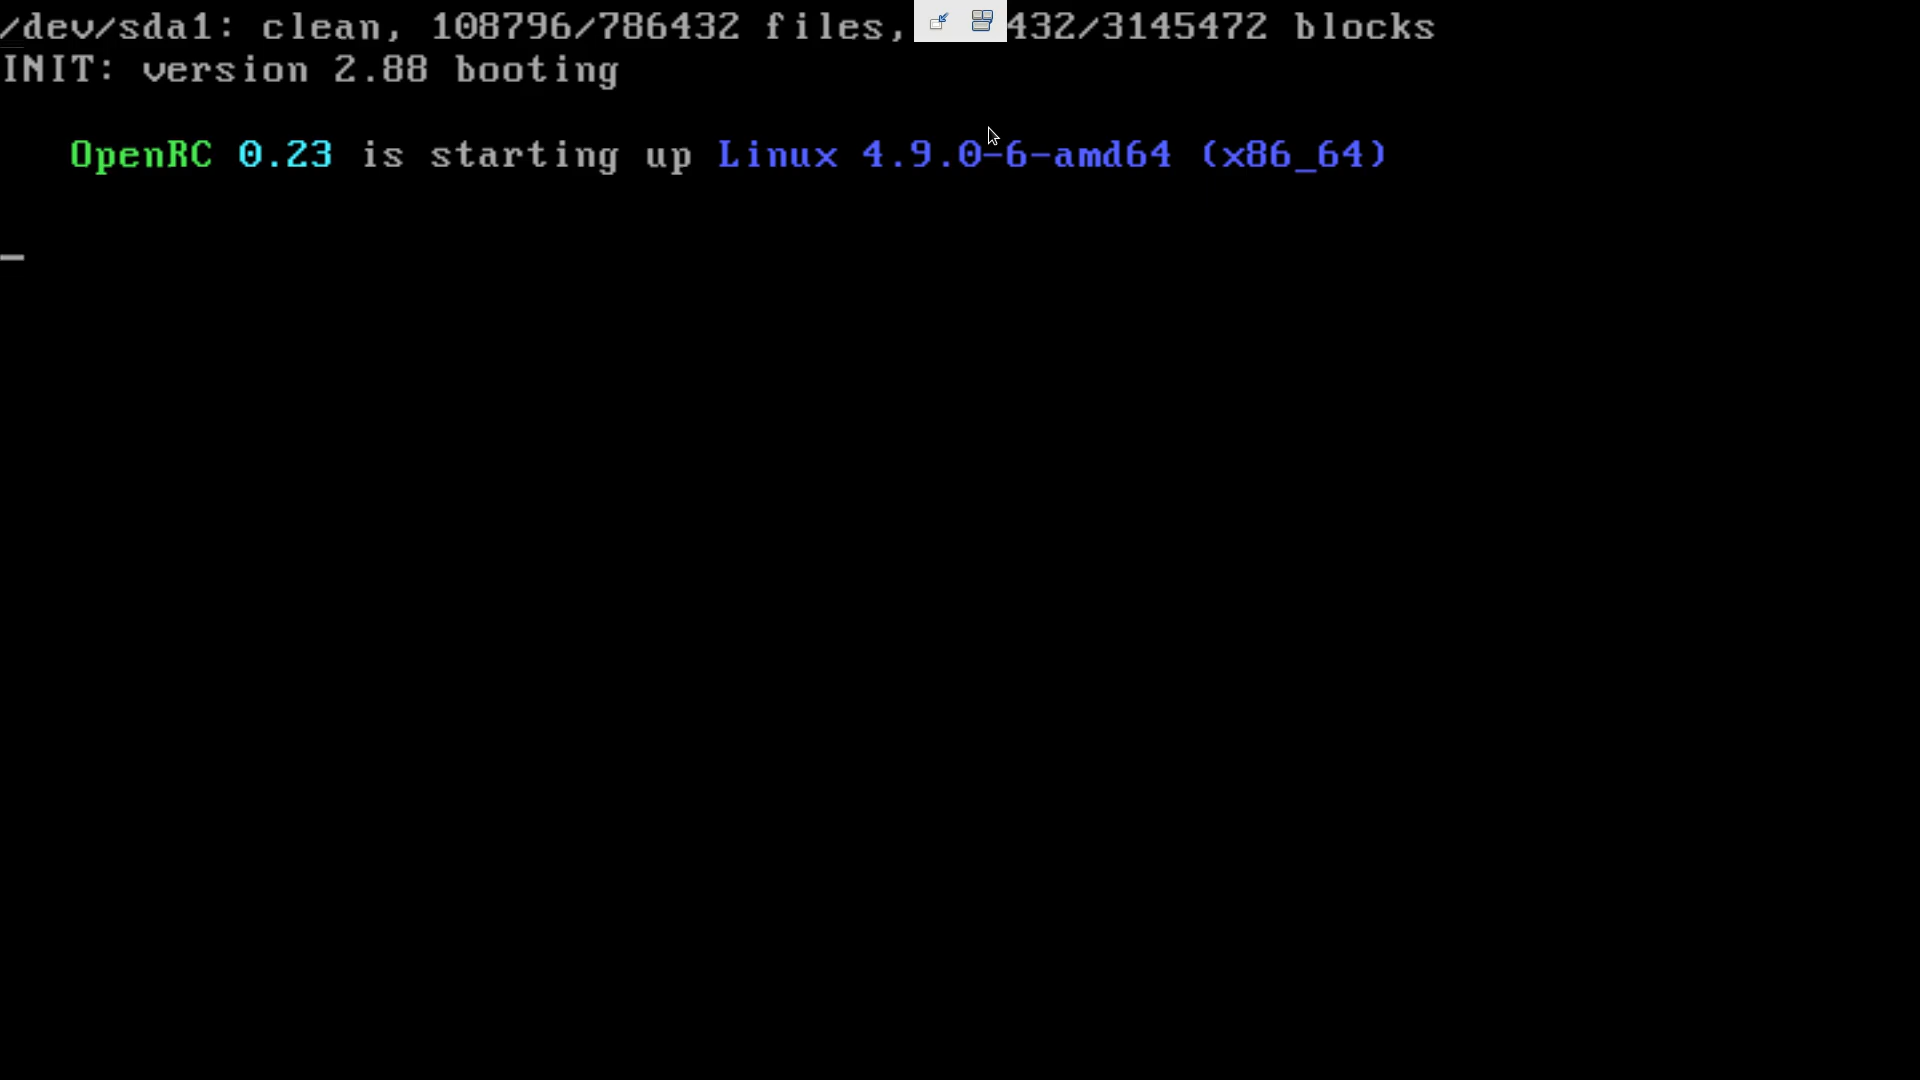 /dev/sda1: clean, 108796/786432 files, 432/3145472 blocks
INIT: version 2.88 booting
OpenRC 0.23 is starting up Linux 4.9.0-6-amd64 (x86_64)